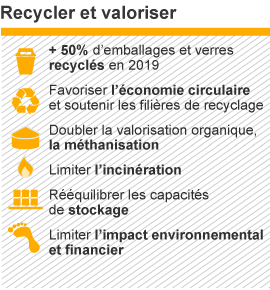 Recycler et valoriser
+ 50% d'emballages et verres
recyclés en 2019
Favoriser l'économie circulaire
et soutenir les filières de recyclage
Doubler la valorisation organique,
la méthanisation
Limiter l'incinération
Rééquilibrer les capacités
de stockage
Limiter l'impact environnemental
et financier